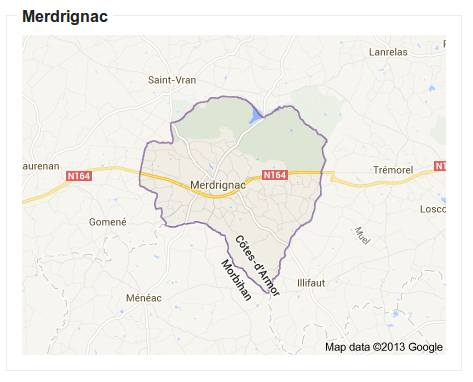 Merdrignac
Lanrelas
Saint-Vran
aurenan
N164
Trémorel
N1
N164
Merdrignac
Losco
Gomené
Muel
Côtes-d'Armor
Morbihan
Illifaut
Ménéac
Map data ©2013 Google